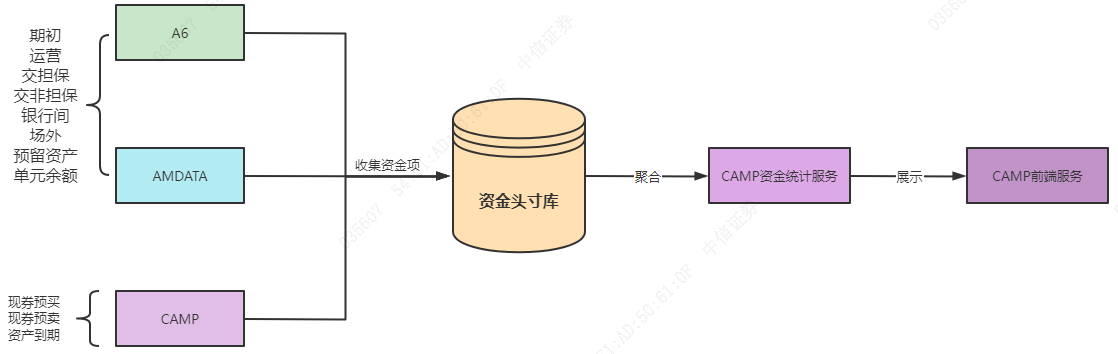 期初
运营
交担保
交非担保
银行间
场外
预留资产
单元余额
A6
AMDATA
现券预买
现券预卖
资产到期
CAMP
收集资金项
资金头寸库
聚合
CAMP资金统计服务
展示
CAMP前端服务
035607
中信证券
035607
中信证券
035607